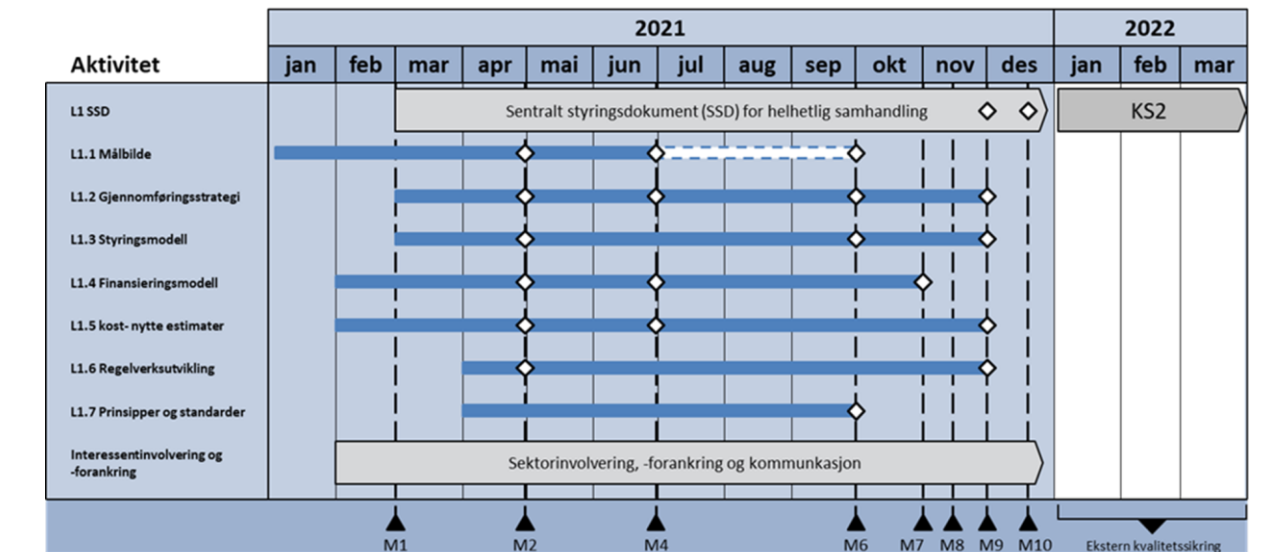 2021 2022
Aktivitet jan feb mar apr mai jun jul aug sep okt nov des jan feb mar
L1 SSD Sentralt styringsdokument (SSD) for helhetlig samhandling KS2
L1.1 Målbilde
L1.2 Gjennomføringsstrategi
L1.3 Styringsmodell
L1.4 Finansieringsmodell
L1.5 kost- nytte estimater
L1.6 Regelverksutvikling
L1.7 Prinsipper og standarder
Interessentinvolvering og
-forankring
Sektorinvolvering, -forankring og kommunkasjon
M1 M2 M4 M6 M7 M8 M9 M10 Ekstern kvalitetssikring